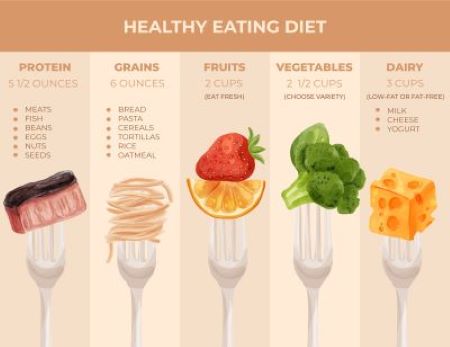 HEALTHY EATING DIET
PROTEIN
5 1/2 OUNCES
• MEATS
• FISH
• BEANS
• EGGS
• NUTS
• SEEDS
GRAINS
6 OUNCES
• BREAD
• PASTA
• CEREALS
• TORTILLAS
• RICE
• OATMEAL
FRUITS
2 CUPS
(EAT FRESH)
VEGETABLES
2 1/2 CUPS
(CHOOSE VARIETY)
DAIRY
3 CUPS
(LOW-FAT OR FAT-FREE)
• MILK
• CHEESE
• YOGURT